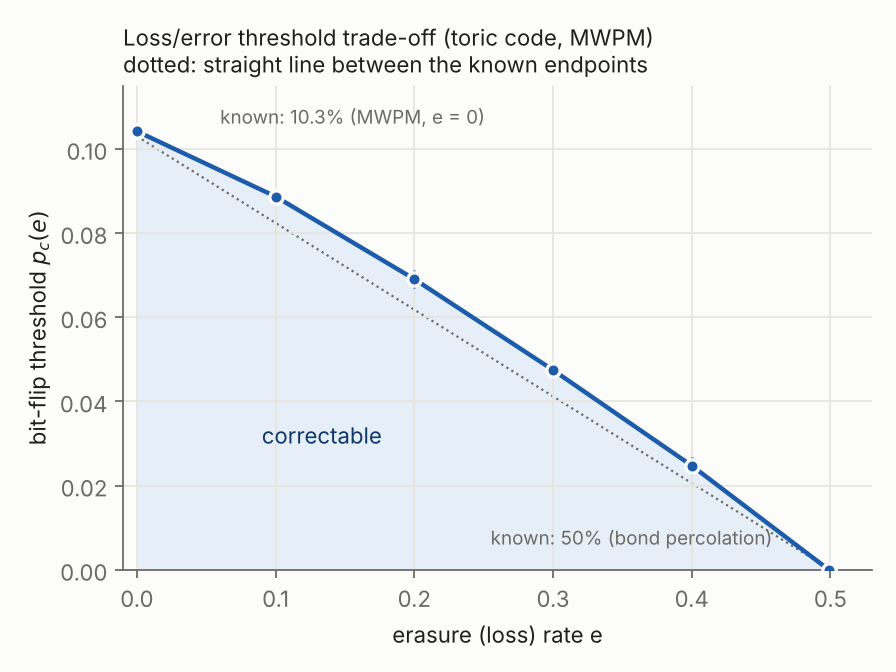 Loss/error threshold trade-off (toric code, MWPM)
dotted: straight line between the known endpoints
known: 10.3% (MWPM, e = 0)
0.10
0.08
0.06
0.04
0.02
0.00
bit-flip threshold p_c(e)
correctable
known: 50% (bond percolation)
0.0 0.1 0.2 0.3 0.4 0.5
erasure (loss) rate e